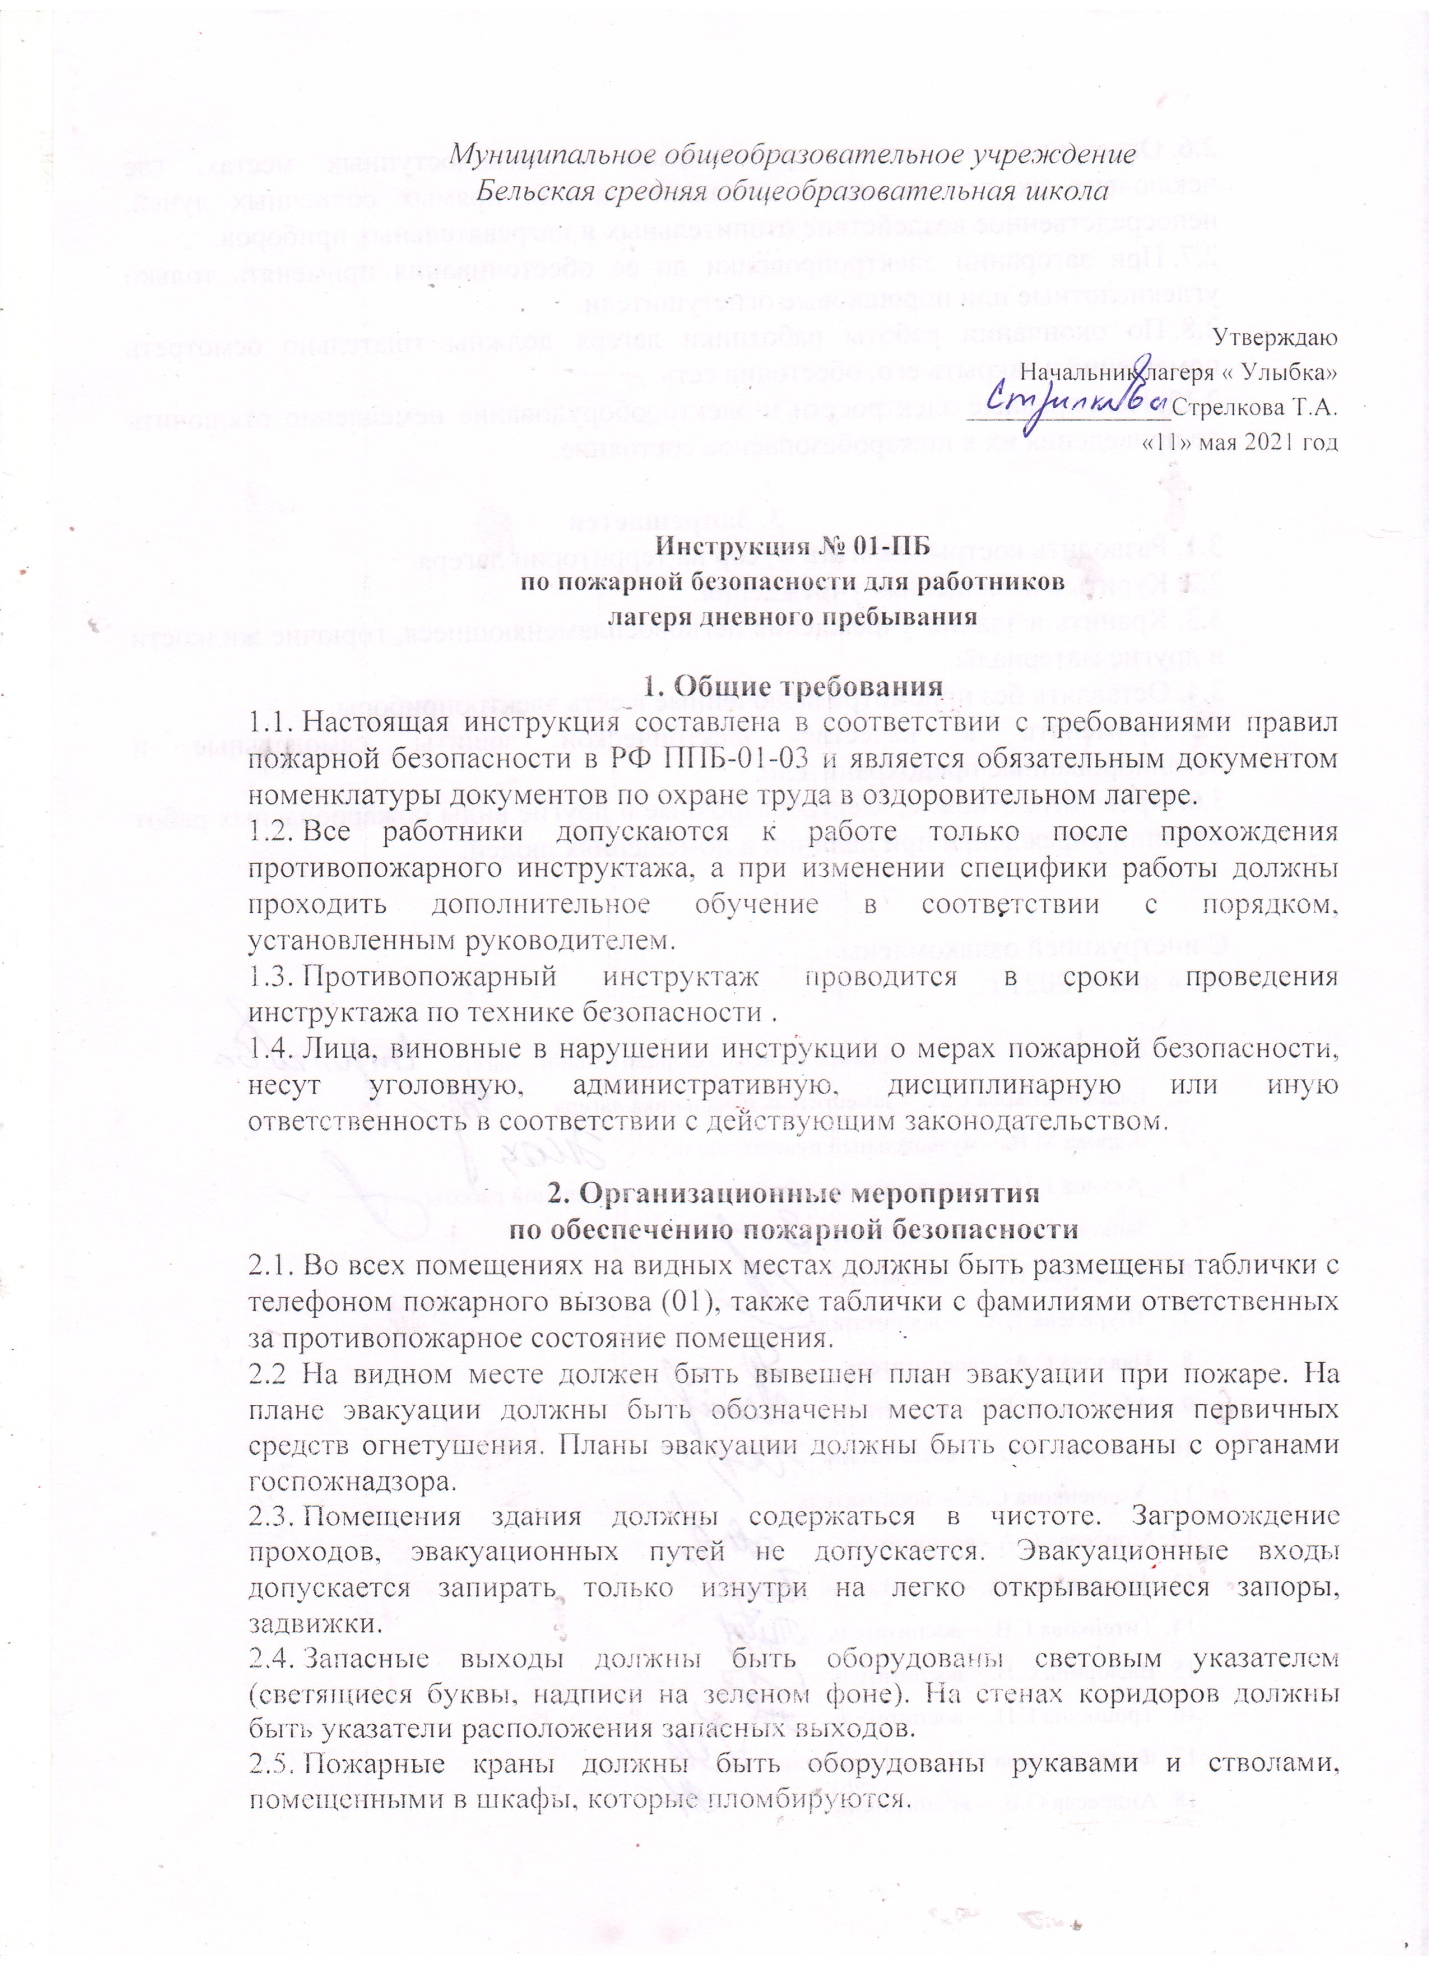 Муниципальное общеобразовательное учреждение
Бельская средняя общеобразовательная школа
Утверждаю
Начальник лагеря « Улыбка»
Стрелкова Стрелкова Т.А.
«11» мая 2021 год
Инструкция № 01-ПБ
по пожарной безопасности для работников
лагеря дневного пребывания
1. Общие требования
1.1. Настоящая инструкция составлена в соответствии с требованиями правил
пожарной безопасности в РФ ППБ-01-03 и является обязательным документом
номенклатуры документов по охране труда в оздоровительном лагере.
1.2. Все работники допускаются к работе только после прохождения
противопожарного инструктажа, а при изменении специфики работы должны
проходить дополнительное обучение в соответствии с порядком,
установленным руководителем.
1.3. Противопожарный инструктаж проводится в сроки проведения
инструктажа по технике безопасности .
1.4. Лица, виновные в нарушении инструкции о мерах пожарной безопасности,
несут уголовную, административную, дисциплинарную или иную
ответственность в соответствии с действующим законодательством.
2. Организационные мероприятия
по обеспечению пожарной безопасности
2.1. Во всех помещениях на видных местах должны быть размещены таблички с
телефоном пожарного вызова (01), также таблички с фамилиями ответственных
за противопожарное состояние помещения.
2.2 На видном месте должен быть вывешен план эвакуации при пожаре. На
плане эвакуации должны быть обозначены места расположения первичных
средств огнетушения. Планы эвакуации должны быть согласованы с органами
госпожнадзора.
2.3. Помещения здания должны содержаться в чистоте. Загромождение
проходов, эвакуационных путей не допускается. Эвакуационные входы
допускается запирать только изнутри на легко открывающиеся запоры,
задвижки.
2.4. Запасные выходы должны быть оборудованы световым указателем
(светящиеся буквы, надписи на зеленом фоне). На стенах коридоров должны
быть указатели расположения запасных выходов.
2.5. Пожарные краны должны быть оборудованы рукавами и стволами,
помещенными в шкафы, которые пломбируются.